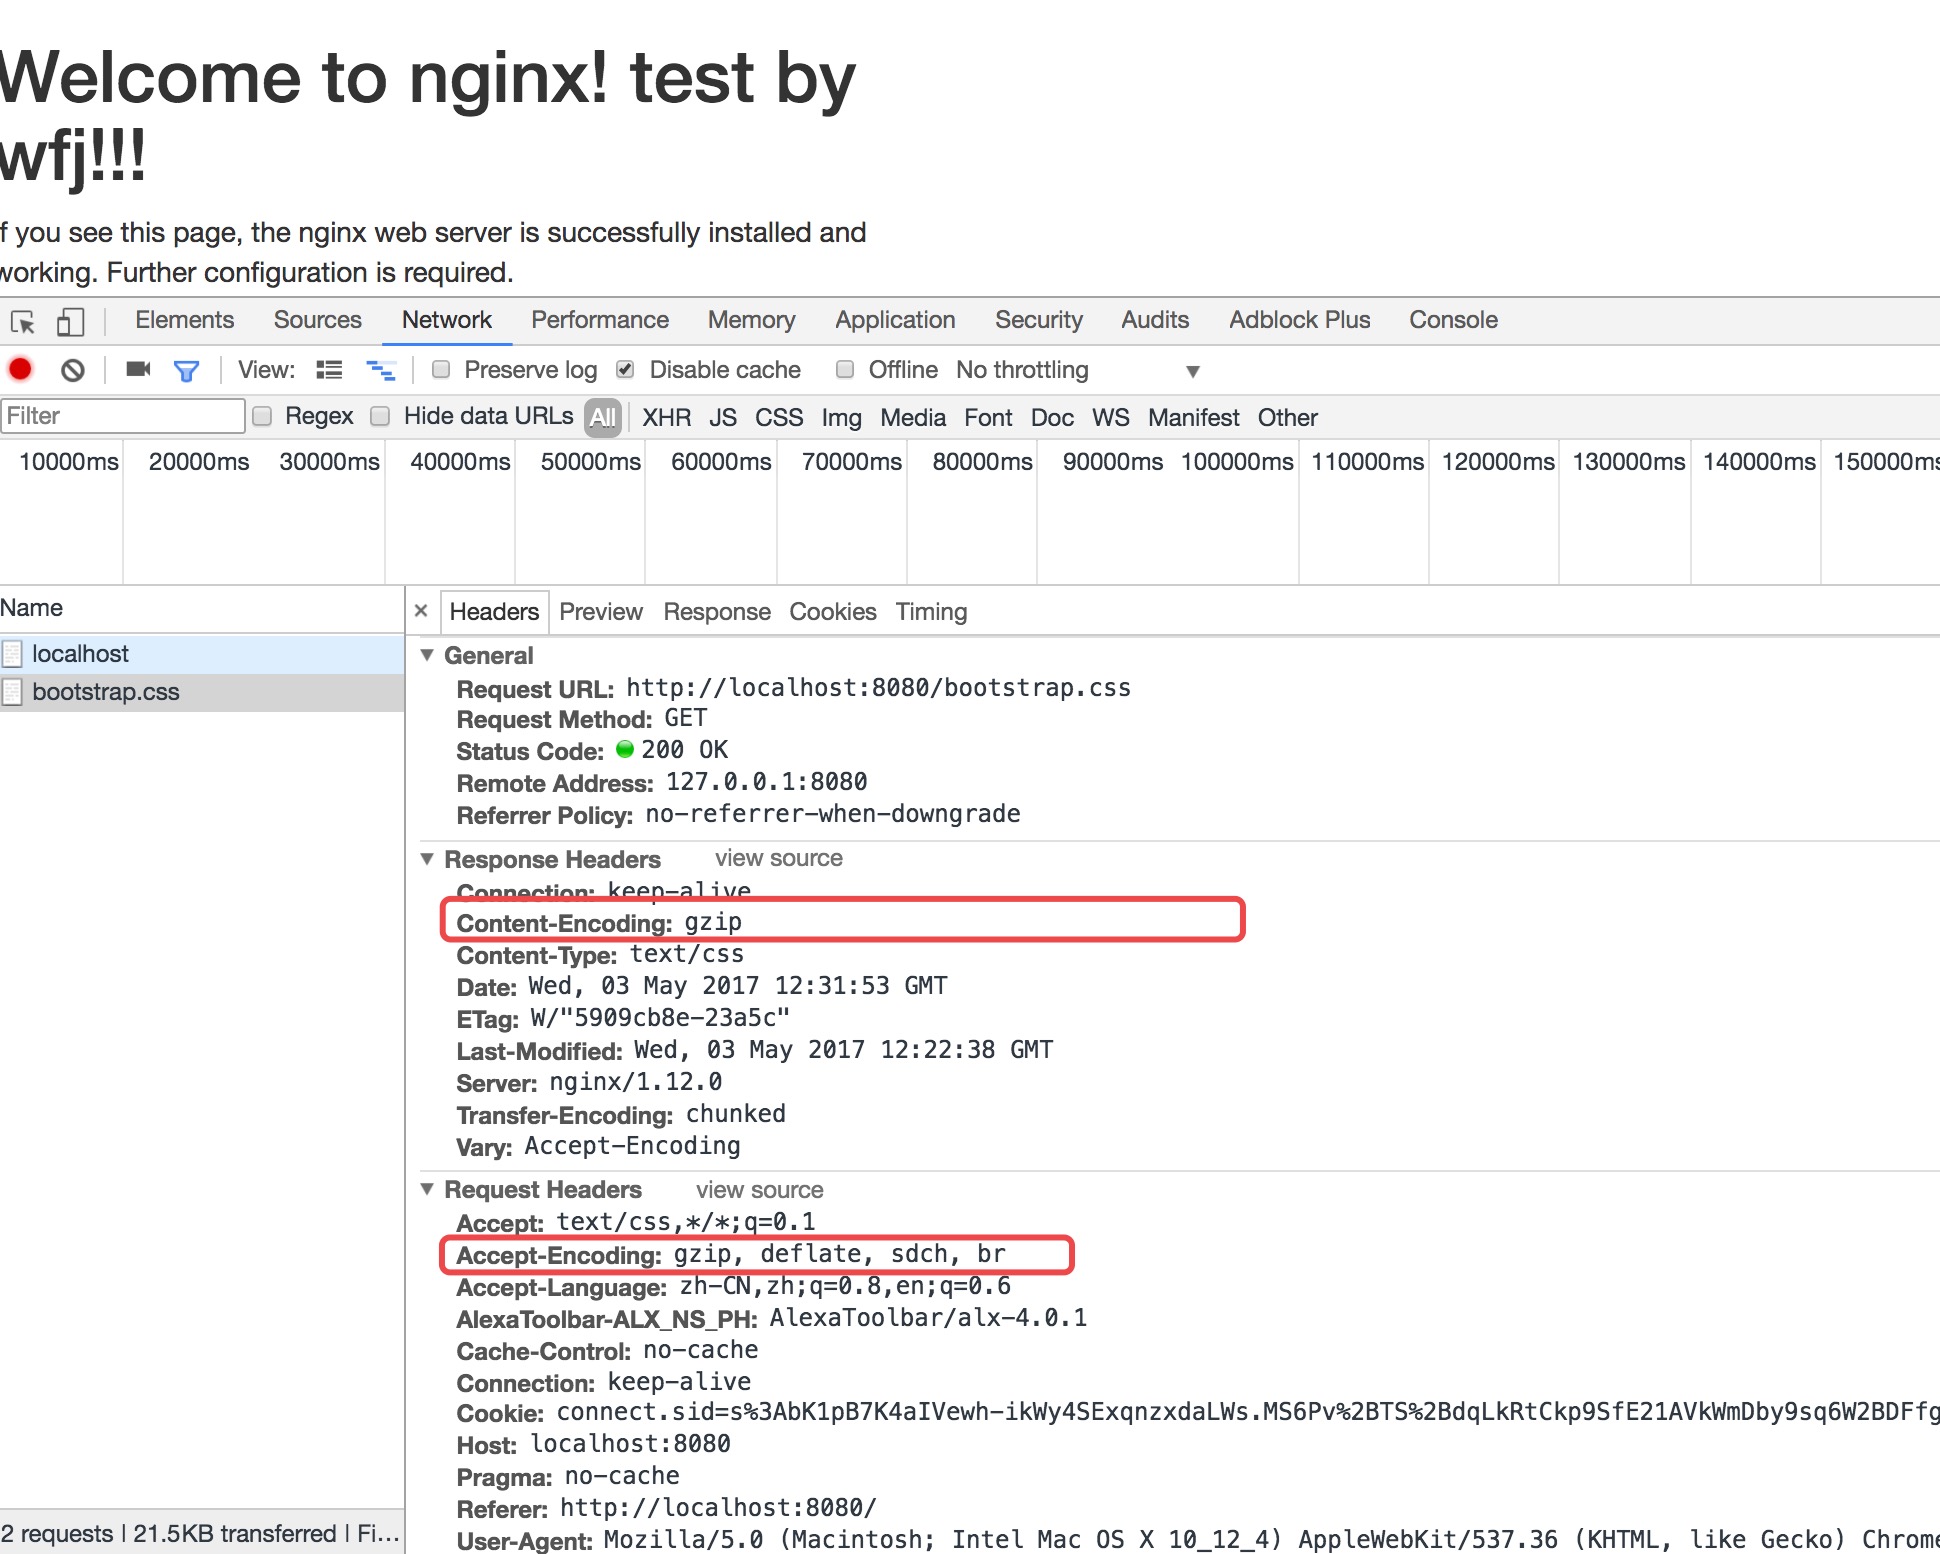 Welcome to nginx! test by
wfj!!!
f you see this page, the nginx web server is successfully installed and
working. Further configuration is required.
Elements Sources Network Performance Memory Application Security Audits Adblock Plus Console
View: Preserve log Disable cache Offline No throttling
Filter Regex Hide data URLs All XHR JS CSS Img Media Font Doc WS Manifest Other
10000ms 20000ms 30000ms 40000ms 50000ms 60000ms 70000ms 80000ms 90000ms 100000ms 110000ms 120000ms 130000ms 140000ms 150000ms
Name
localhost
bootstrap.css
× Headers Preview Response Cookies Timing
General
Request URL: http://localhost:8080/bootstrap.css
Request Method: GET
Status Code: 200 OK
Remote Address: 127.0.0.1:8080
Referrer Policy: no-referrer-when-downgrade
Response Headers view source
Connection: keep-alive
Content-Encoding: gzip
Content-Type: text/css
Date: Wed, 03 May 2017 12:31:53 GMT
ETag: W/"5909cb8e-23a5c"
Last-Modified: Wed, 03 May 2017 12:22:38 GMT
Server: nginx/1.12.0
Transfer-Encoding: chunked
Vary: Accept-Encoding
Request Headers view source
Accept: text/css,*/*;q=0.1
Accept-Encoding: gzip, deflate, sdch, br
Accept-Language: zh-CN,zh;q=0.8,en;q=0.6
AlexaToolbar-ALX_NS_PH: AlexaToolbar/alx-4.0.1
Cache-Control: no-cache
Connection: keep-alive
Cookie: connect.sid=s%3AbK1pB7K4aIVewh-ikWy4SExqnzxdaLWs.MS6Pv%2BTS%2BdqLkRtCkp9SfE21AVkWmDby9sq6W2BDFfg
Host: localhost:8080
Pragma: no-cache
Referer: http://localhost:8080/
User-Agent: Mozilla/5.0 (Macintosh; Intel Mac OS X 10_12_4) AppleWebKit/537.36 (KHTML, like Gecko) Chrome
2 requests | 21.5KB transferred | Fi...